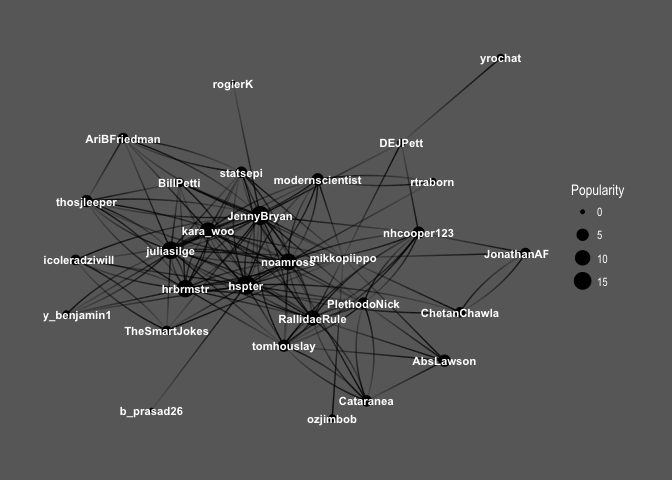 yrochat
rogierK
AriBFriedman
DEJPett
statsepi
BillPetti
modernscientist
rtraborn
Popularity
0
thosjleeper
JennyBryan
kara_woo
nhcooper123
5
juliasilge
JonathanAF
icoleradziwill
noamross
mikkopiippo
10
hrbrmstr
hspter
15
PlethodoNick
y_benjamin1
RallidaeRule
ChetanChawla
TheSmartJokes
tomhouslay
AbsLawson
Cataranea
b_prasad26
ozjimbob